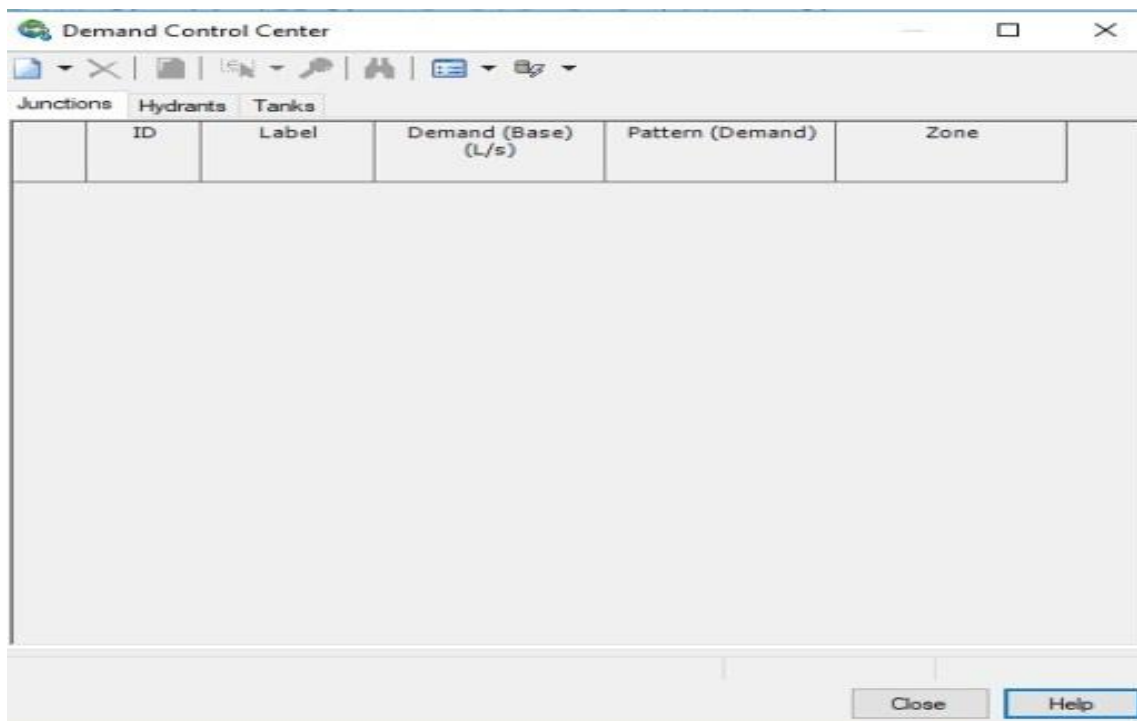 Demand Control Center
Junctions Hydrants Tanks
ID Label Demand (Base) Pattern (Demand) Zone
(L/s)
Close Help